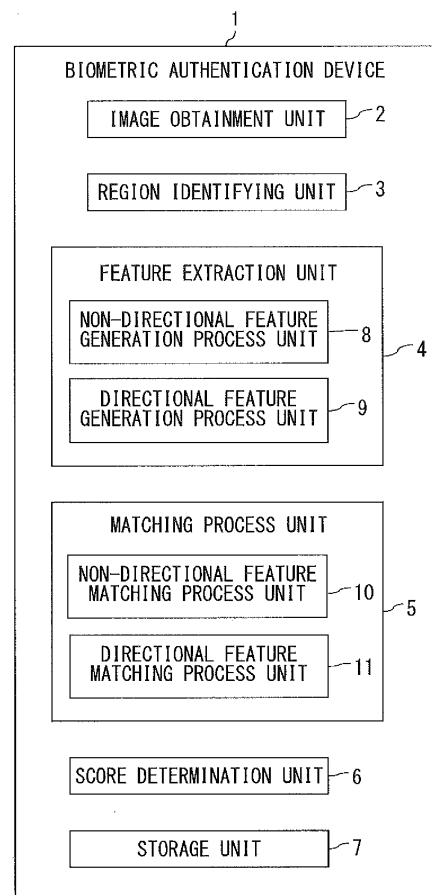 1
BIOMETRIC AUTHENTICATION DEVICE
IMAGE OBTAINMENT UNIT
2
REGION IDENTIFYING UNIT
3
FEATURE EXTRACTION UNIT
NON-DIRECTIONAL FEATURE
GENERATION PROCESS UNIT
8
4
DIRECTIONAL FEATURE
GENERATION PROCESS UNIT
9
MATCHING PROCESS UNIT
NON-DIRECTIONAL FEATURE
MATCHING PROCESS UNIT
10
5
DIRECTIONAL FEATURE
MATCHING PROCESS UNIT
11
SCORE DETERMINATION UNIT
6
STORAGE UNIT
7